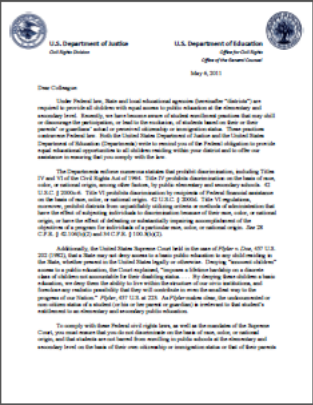 U.S. Department of Justice
Civil Rights Division
U.S. Department of Education
Office for Civil Rights
Office of the General Counsel
May 6, 2011
Dear Colleague:
Under Federal law, State and local educational agencies (hereinafter "districts") are
required to provide all children with equal access to public education at the elementary and
secondary level. Recently, we have become aware of student enrollment practices that may chill
or discourage the participation, or lead to the exclusion, of students based on their or their
parents' or guardians' actual or perceived citizenship or immigration status. These practices
contravene Federal law. Both the United States Department of Justice and the United States
Department of Education (Departments) write to remind you of the Federal obligation to provide
equal educational opportunities to all children residing within your district and to offer our
assistance in ensuring that you comply with the law.
The Departments enforce numerous statutes that prohibit discrimination, including Titles
IV and VI of the Civil Rights Act of 1964. Title IV prohibits discrimination on the basis of race,
color, or national origin, among other factors, by public elementary and secondary schools. 42
U.S.C. § 2000c-6. Title VI prohibits discrimination by recipients of Federal financial assistance
on the basis of race, color, or national origin. 42 U.S.C. § 2000d. Title VI regulations,
moreover, prohibit districts from unjustifiably utilizing criteria or methods of administration that
have the effect of subjecting individuals to discrimination because of their race, color, or national
origin, or have the effect of defeating or substantially impairing accomplishment of the
objectives of a program for individuals of a particular race, color, or national origin. See 28
C.F.R. § 42.104(b)(2) and 34 C.F.R. § 100.3(b)(2).
Additionally, the United States Supreme Court held in the case of Plyler v. Doe, 457 U.S.
202 (1982), that a State may not deny access to a basic public education to any child residing in
the State, whether present in the United States legally or otherwise. Denying "innocent children"
access to a public education, the Court explained, "imposes a lifetime hardship on a discrete
class of children not accountable for their disabling status. . . . By denying these children a basic
education, we deny them the ability to live within the structure of our civic institutions, and
foreclose any realistic possibility that they will contribute in even the smallest way to the
progress of our Nation." Plyler, 457 U.S. at 223. As Plyler makes clear, the undocumented or
non-citizen status of a student (or his or her parent or guardian) is irrelevant to that student's
entitlement to an elementary and secondary public education.
To comply with these Federal civil rights laws, as well as the mandates of the Supreme
Court, you must ensure that you do not discriminate on the basis of race, color, or national
origin, and that students are not barred from enrolling in public schools at the elementary and
secondary level on the basis of their own citizenship or immigration status or that of their parents